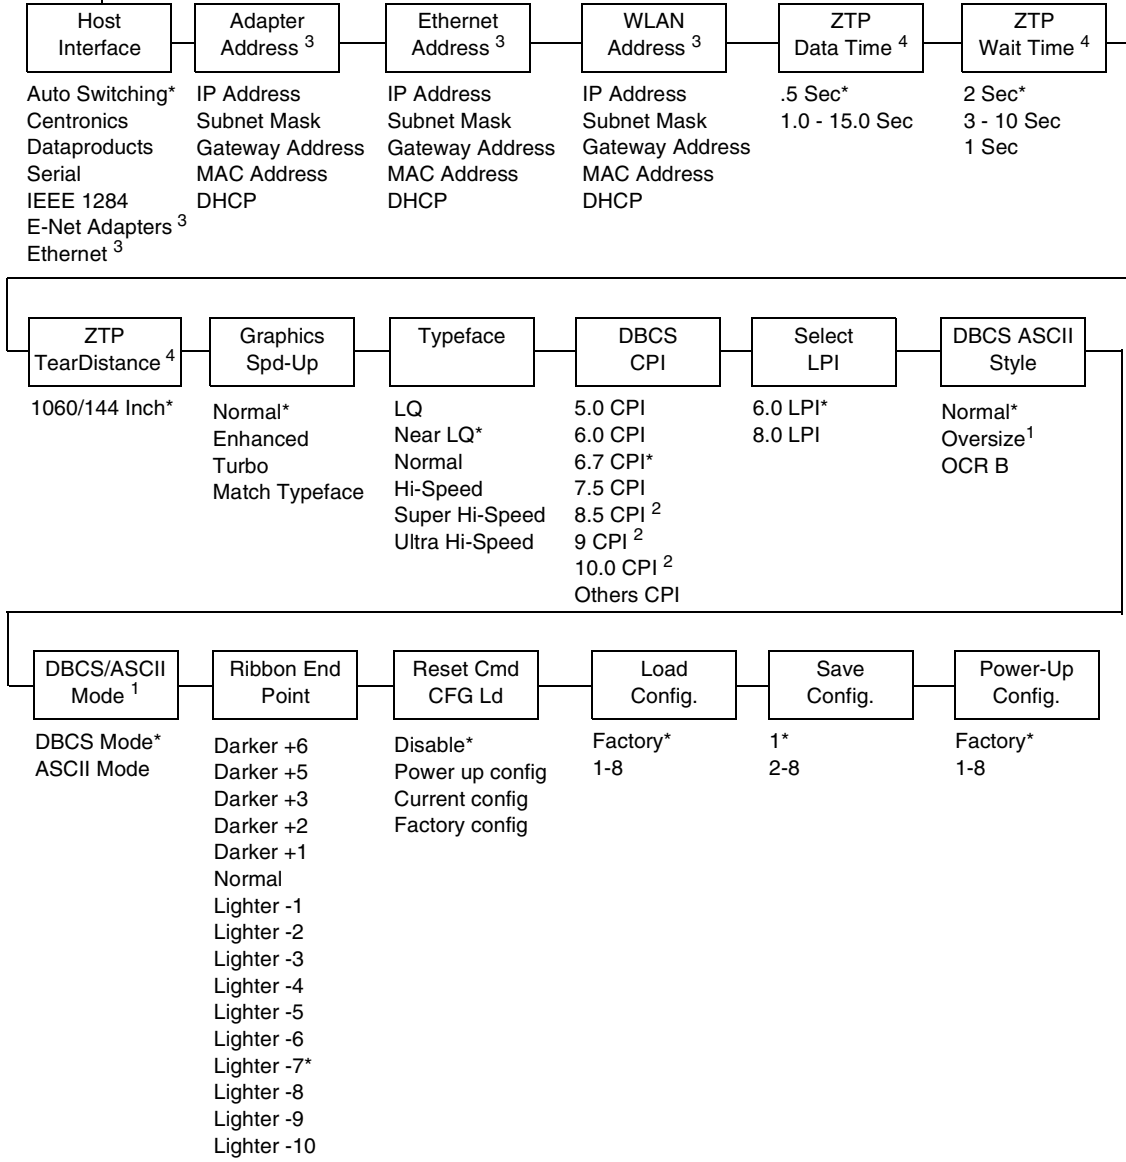 Host
Interface
Adapter
Address 3
Ethernet
Address 3
WLAN
Address 3
ZTP
Data Time 4
ZTP
Wait Time 4
Auto Switching*
Centronics
Dataproducts
Serial
IEEE 1284
E-Net Adapters 3
Ethernet 3
IP Address
Subnet Mask
Gateway Address
MAC Address
DHCP
IP Address
Subnet Mask
Gateway Address
MAC Address
DHCP
IP Address
Subnet Mask
Gateway Address
MAC Address
DHCP
.5 Sec*
1.0 - 15.0 Sec
2 Sec*
3 - 10 Sec
1 Sec
ZTP
TearDistance 4
Graphics
Spd-Up
Typeface
DBCS
CPI
Select
LPI
DBCS ASCII
Style
1060/144 Inch*
Normal*
Enhanced
Turbo
Match Typeface
LQ
Near LQ*
Normal
Hi-Speed
Super Hi-Speed
Ultra Hi-Speed
5.0 CPI
6.0 CPI
6.7 CPI*
7.5 CPI
8.5 CPI 2
9 CPI 2
10.0 CPI 2
Others CPI
6.0 LPI*
8.0 LPI
Normal*
Oversize1
OCR B
DBCS/ASCII
Mode 1
Ribbon End
Point
Reset Cmd
CFG Ld
Load
Config.
Save
Config.
Power-Up
Config.
DBCS Mode*
ASCII Mode
Darker +6
Darker +5
Darker +3
Darker +2
Darker +1
Normal
Lighter -1
Lighter -2
Lighter -3
Lighter -4
Lighter -5
Lighter -6
Lighter -7*
Lighter -8
Lighter -9
Lighter -10
Disable*
Power up config
Current config
Factory config
Factory*
1-8
1*
2-8
Factory*
1-8